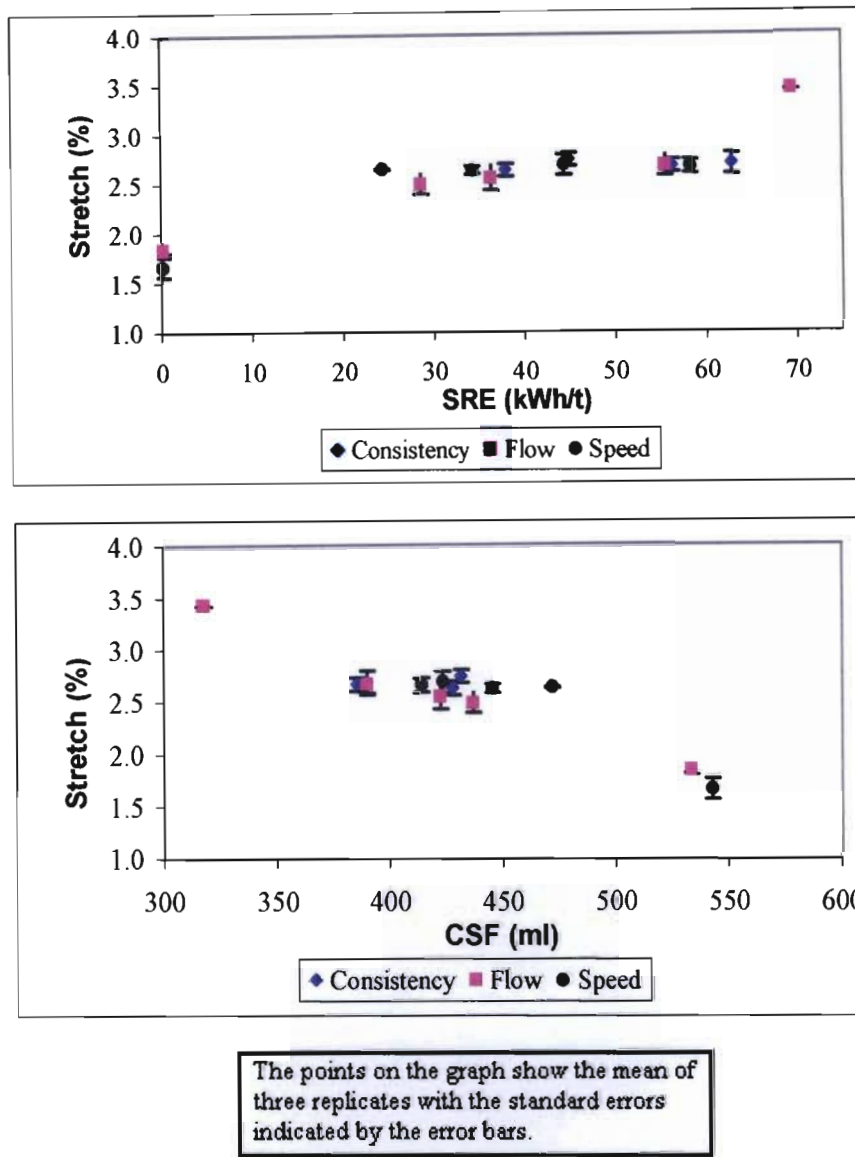 4.0
3.5
3.0
2.5
2.0
1.5
1.0
Stretch (%)
0 10 20 30 40 50 60 70
SRE (kWh/t)
Consistency Flow Speed
4.0
3.5
3.0
2.5
2.0
1.5
1.0
Stretch (%)
300 350 400 450 500 550 600
CSF (ml)
Consistency Flow Speed
The points on the graph show the mean of
three replicates with the standard errors
indicated by the error bars.